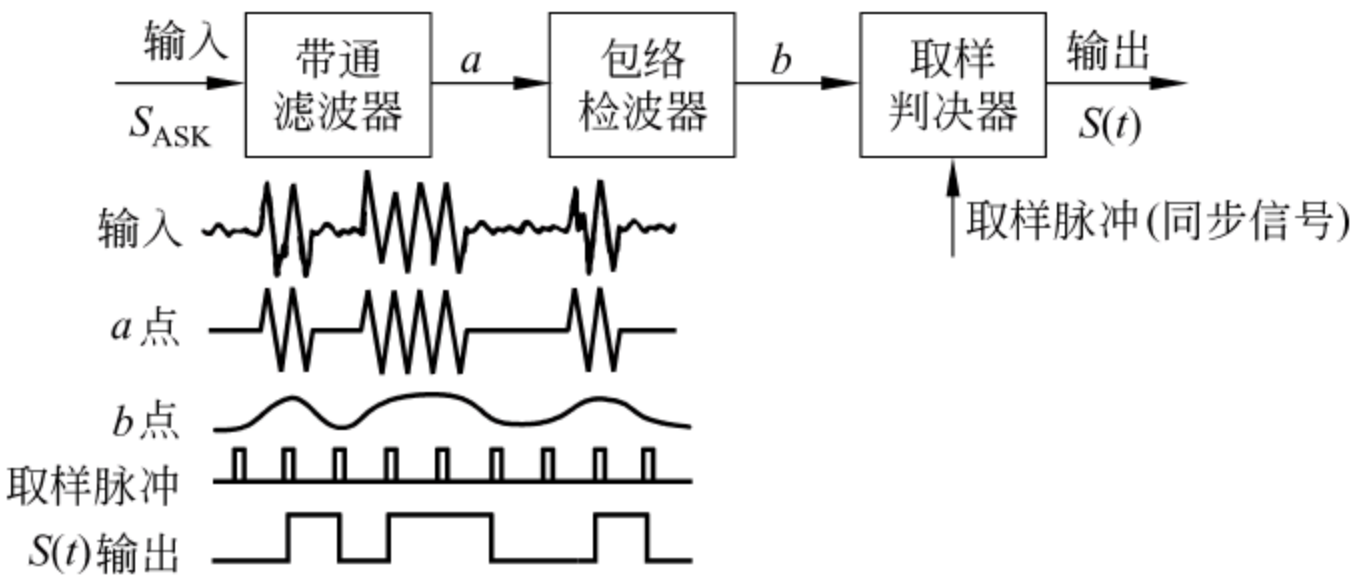 输入
S_ASK
带通
滤波器
a
包络
检波器
b
取样
判决器
输出
S(t)
取样脉冲(同步信号)
输入
a点
b点
取样脉冲
S(t)输出